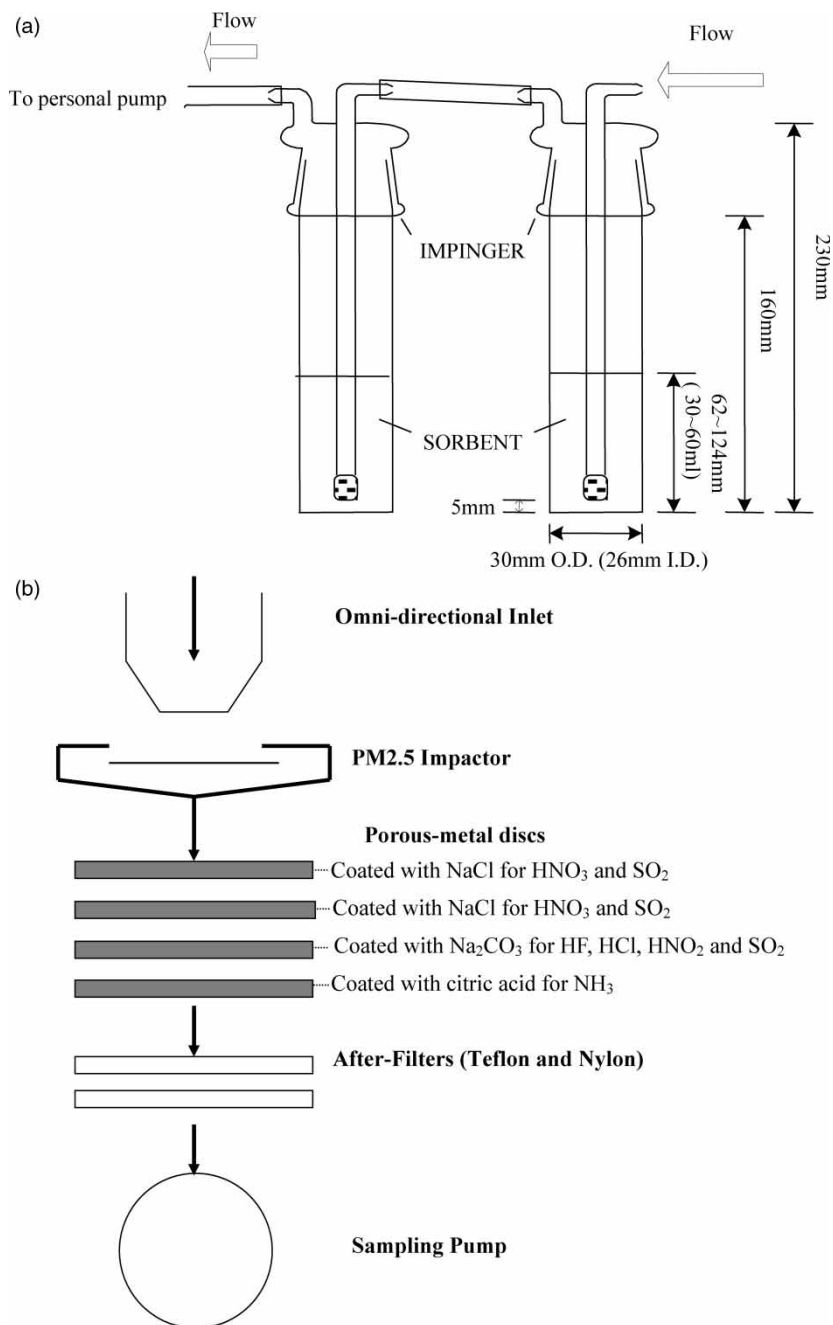 (a)
Flow
Flow
To personal pump
IMPINGER
230mm
160mm
62~124mm
(30~60ml)
SORBENT
5mm
30mm O.D. (26mm I.D.)
(b)
Omni-directional Inlet
PM2.5 Impactor
Porous-metal discs
Coated with NaCl for HNO₃ and SO₂
Coated with NaCl for HNO₃ and SO₂
Coated with Na₂CO₃ for HF, HCl, HNO₂ and SO₂
Coated with citric acid for NH₃
After-Filters (Teflon and Nylon)
Sampling Pump